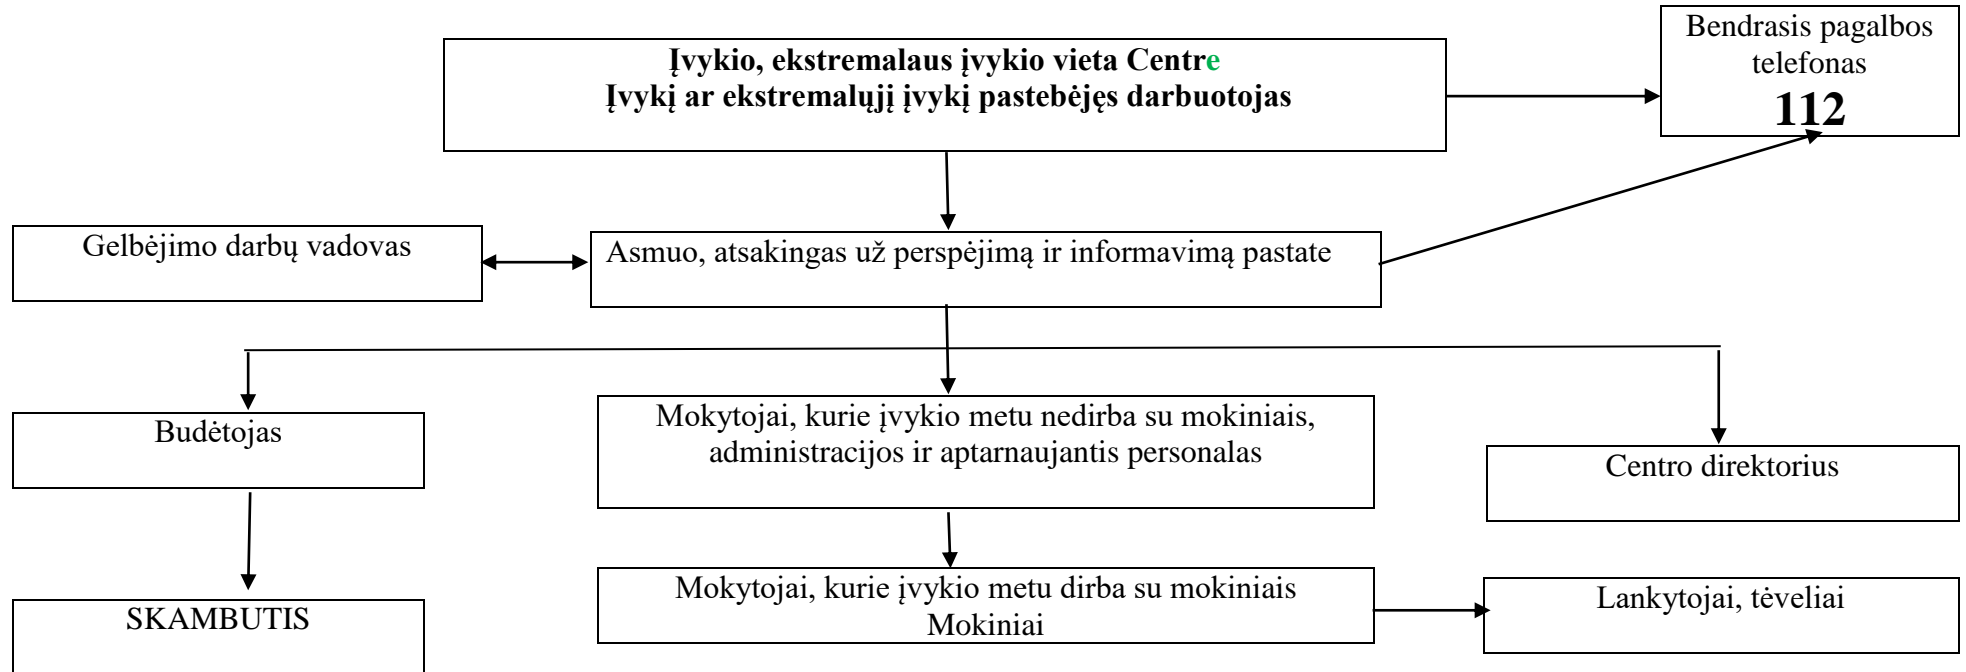 Bendrasis pagalbos
telefonas
112
Įvykio, ekstremalaus įvykio vieta Centre
Įvykį ar ekstremalųjį įvykį pastebėjęs darbuotojas
Gelbėjimo darbų vadovas
Asmuo, atsakingas už perspėjimą ir informavimą pastate
Budėtojas
Mokytojai, kurie įvykio metu nedirba su mokiniais,
administracijos ir aptarnaujantis personalas
Centro direktorius
SKAMBUTIS
Mokytojai, kurie įvykio metu dirba su mokiniais
Mokiniai
Lankytojai, tėveliai